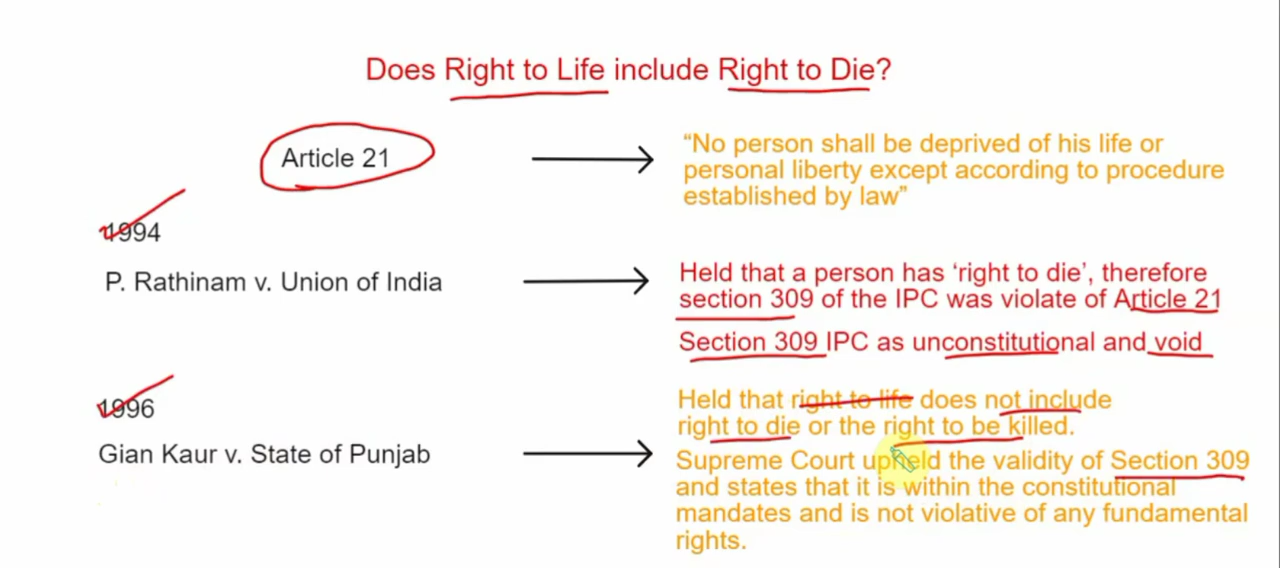 Does Right to Life include Right to Die?
Article 21
“No person shall be deprived of his life or
personal liberty except according to procedure
established by law”
1994
P. Rathinam v. Union of India
Held that a person has ‘right to die’, therefore
section 309 of the IPC was violate of Article 21
Section 309 IPC as unconstitutional and void
1996
Gian Kaur v. State of Punjab
Held that right to life does not include
right to die or the right to be killed.
Supreme Court upheld the validity of Section 309
and states that it is within the constitutional
mandates and is not violative of any fundamental
rights.